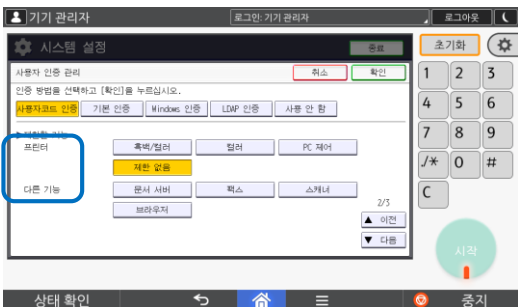 기기 관리자 로그인: 기기 관리자 로그아웃
시스템 설정 종료 초기화
사용자 인증 관리 취소 확인
인증 방법을 선택하고 [확인]을 누르십시오.
사용자코드 인증 기본 인증 Windows 인증 LDAP 인증 사용 안 함
▶제한할 기능
프린터 흑백/컬러 컬러 PC 제어
제한 없음
다른 기능 문서 서버 팩스 스캐너
브라우저
2/3
▲ 이전
▼ 다음
1 2 3
4 5 6
7 8 9
./* 0 #
C
시작
상태 확인 중지